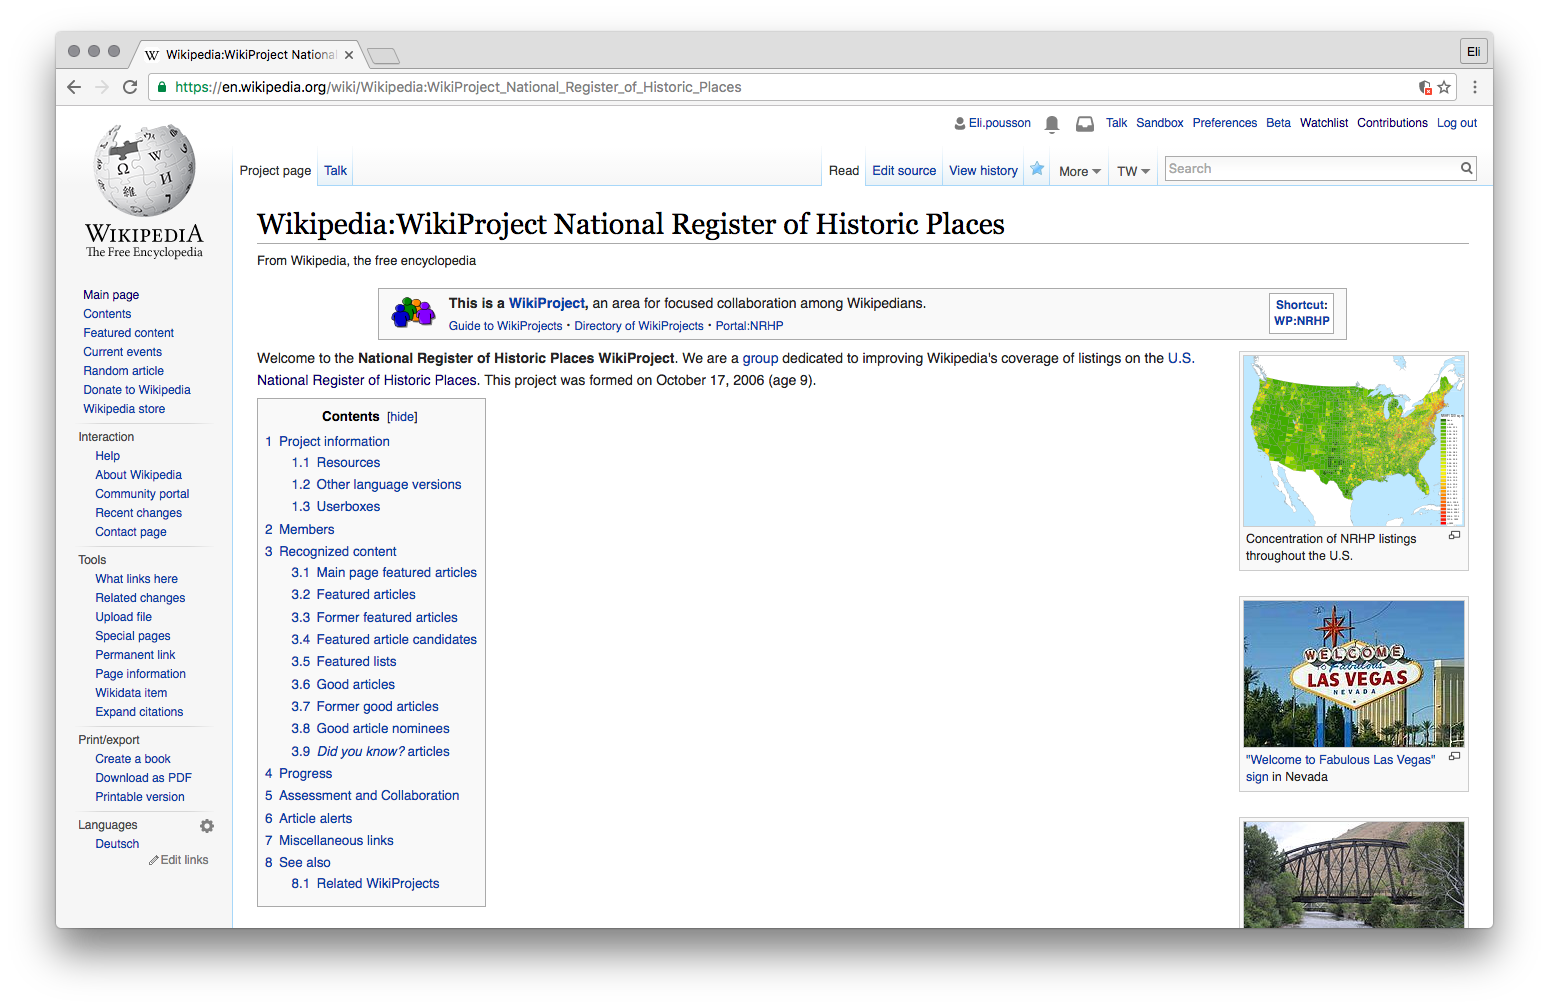 Wikipedia:WikiProject National
Eli
https://en.wikipedia.org/wiki/Wikipedia:WikiProject_National_Register_of_Historic_Places
Eli.pousson Talk Sandbox Preferences Beta Watchlist Contributions Log out
Project page Talk Read Edit source View history More TW Search
WIKIPEDIA
The Free Encyclopedia
Main page
Contents
Featured content
Current events
Random article
Donate to Wikipedia
Wikipedia store
Interaction
Help
About Wikipedia
Community portal
Recent changes
Contact page
Tools
What links here
Related changes
Upload file
Special pages
Permanent link
Page information
Wikidata item
Expand citations
Print/export
Create a book
Download as PDF
Printable version
Languages
Deutsch
Edit links
Wikipedia:WikiProject National Register of Historic Places
From Wikipedia, the free encyclopedia
This is a WikiProject, an area for focused collaboration among Wikipedians.
Guide to WikiProjects • Directory of WikiProjects • Portal:NRHP
Shortcut:
WP:NRHP
Welcome to the National Register of Historic Places WikiProject. We are a group dedicated to improving Wikipedia's coverage of listings on the U.S.
National Register of Historic Places. This project was formed on October 17, 2006 (age 9).
Contents [hide]
1 Project information
1.1 Resources
1.2 Other language versions
1.3 Userboxes
2 Members
3 Recognized content
3.1 Main page featured articles
3.2 Featured articles
3.3 Former featured articles
3.4 Featured article candidates
3.5 Featured lists
3.6 Good articles
3.7 Former good articles
3.8 Good article nominees
3.9 Did you know? articles
4 Progress
5 Assessment and Collaboration
6 Article alerts
7 Miscellaneous links
8 See also
8.1 Related WikiProjects
Concentration of NRHP listings
throughout the U.S.
WELCOME
TO Fabulous
LAS VEGAS
NEVADA
"Welcome to Fabulous Las Vegas"
sign in Nevada